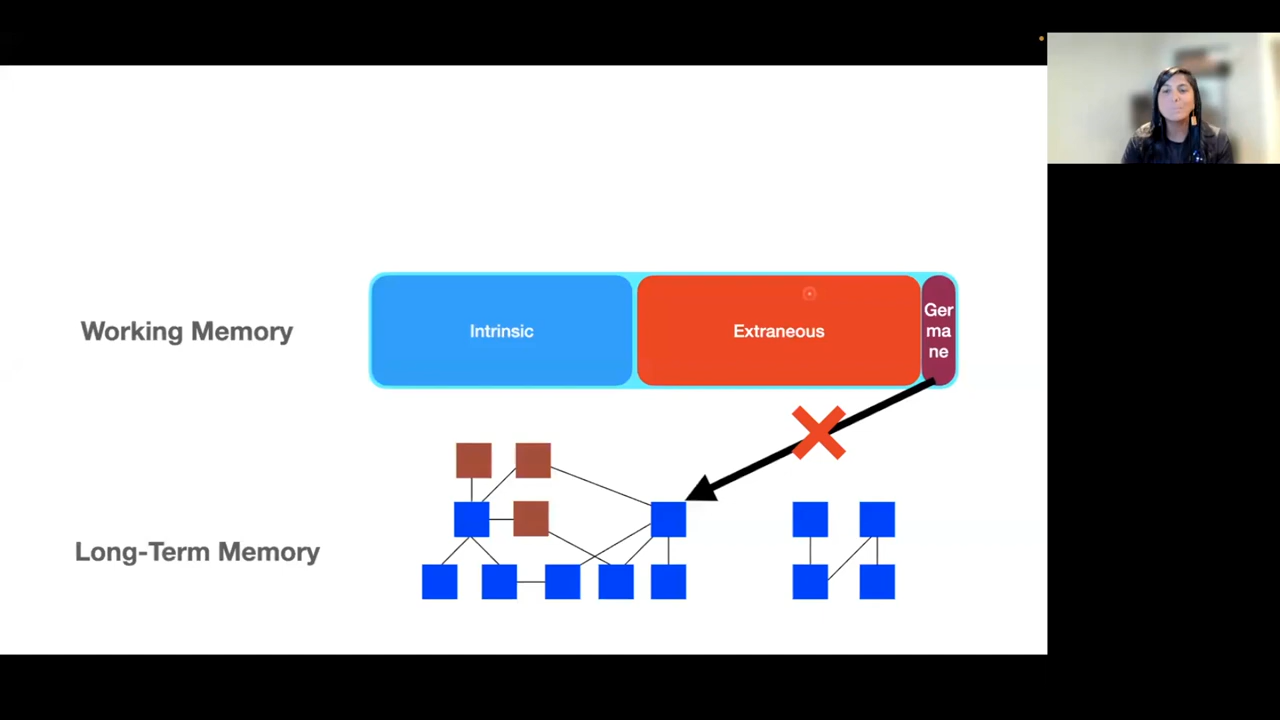 Working Memory
Intrinsic
Extraneous
Ger
ma
ne
Long-Term Memory